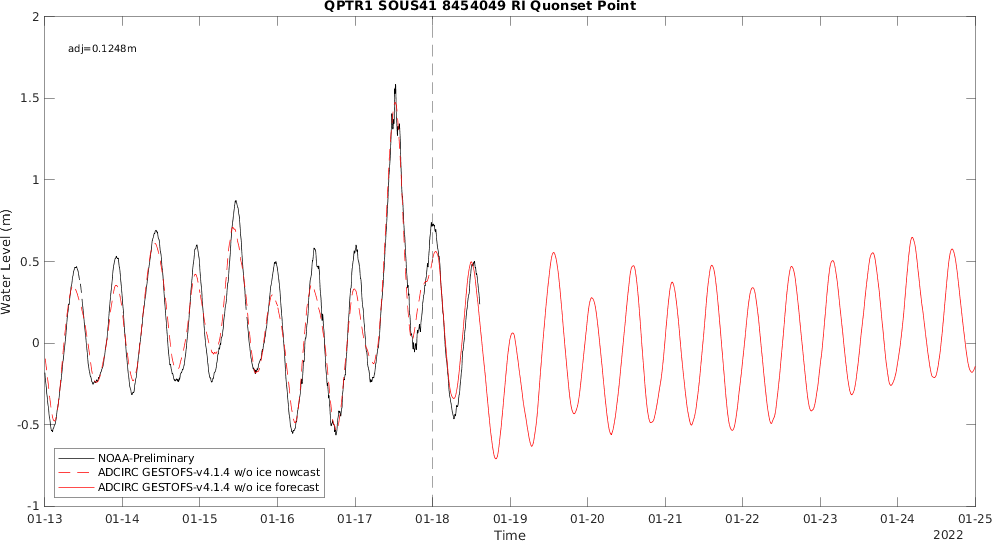 QPTR1 SOUS41 8454049 RI Quonset Point
adj=0.1248m
2
1.5
1
0.5
0
-0.5
-1
Water Level (m)
NOAA-Preliminary
ADCIRC GESTOFS-v4.1.4 w/o ice nowcast
ADCIRC GESTOFS-v4.1.4 w/o ice forecast
01-13 01-14 01-15 01-16 01-17 01-18 01-19 01-20 01-21 01-22 01-23 01-24 01-25
Time
2022